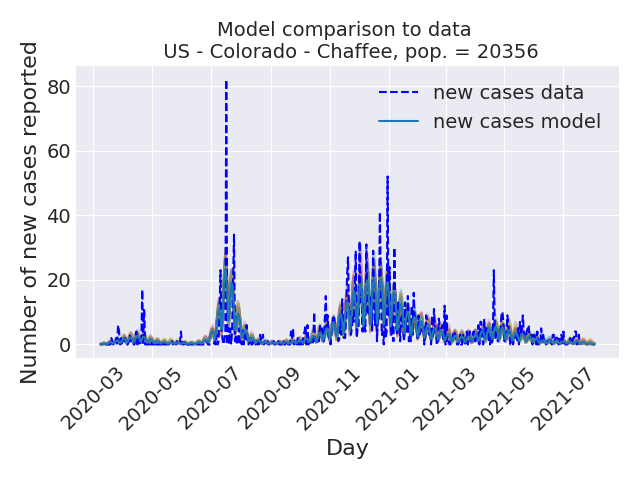 Model comparison to data
US - Colorado - Chaffee, pop. = 20356
Number of new cases reported
80
60
40
20
0
new cases data
new cases model
2020-03
2020-05
2020-07
2020-09
2020-11
2021-01
2021-03
2021-05
2021-07
Day